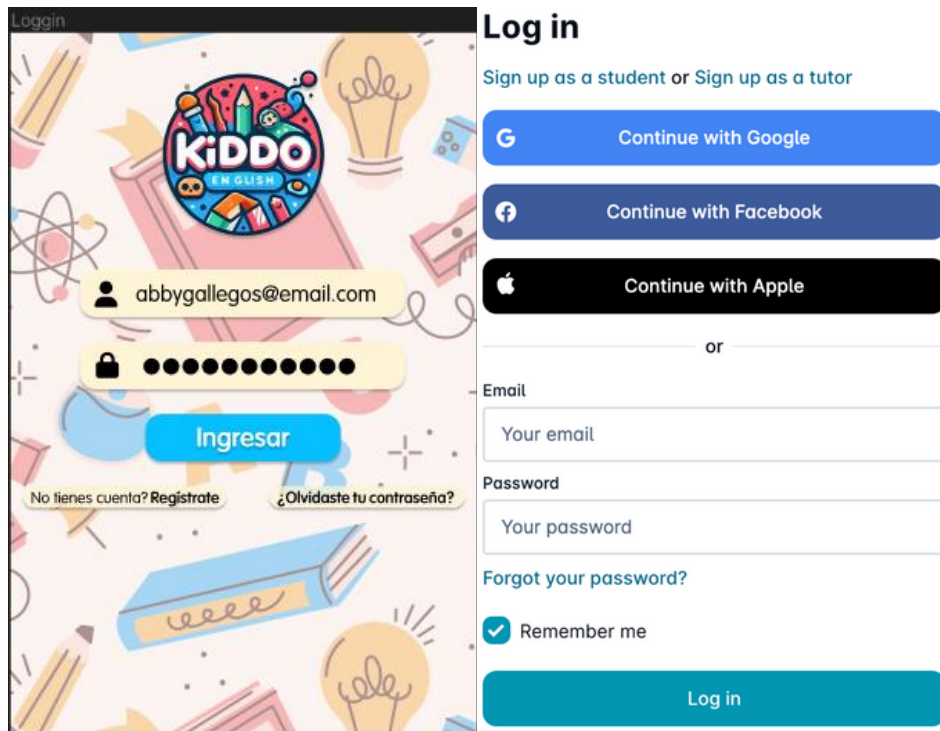 Loggin
KiDDO
ENGLISH
abbygallegos@email.com
Ingresar
No tienes cuenta? Registrate
¿Olvidaste tu contraseña?
B
Log in
Sign up as a student or Sign up as a tutor
G Continue with Google
Continue with Facebook
Continue with Apple
or
Email
Your email
Password
Your password
Forgot your password?
Remember me
Log in